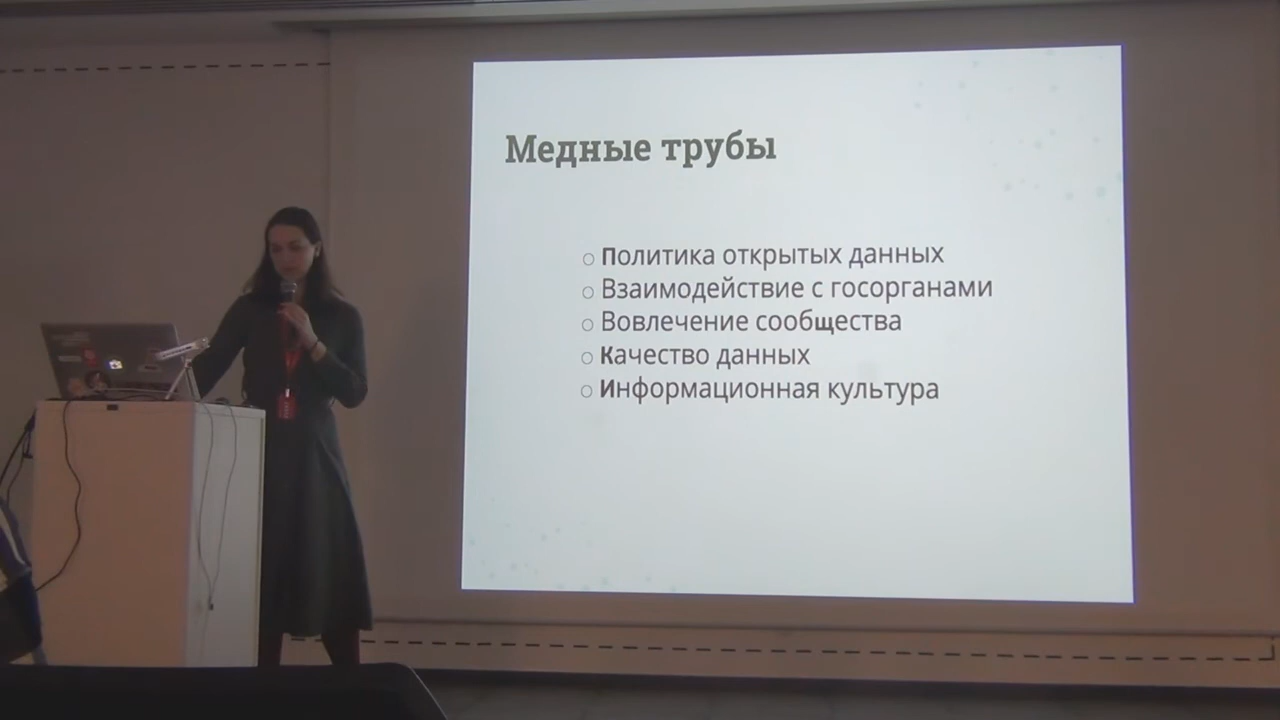 Медные трубы
Политика открытых данных
Взаимодействие с госорганами
Вовлечение сообщества
Качество данных
Информационная культура